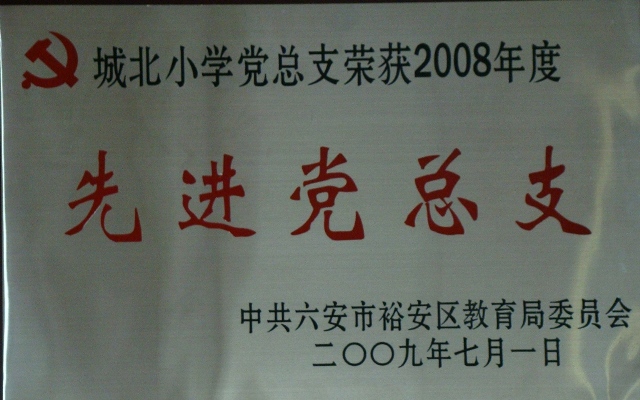 城北小学党总支荣获2008年度
先进党总支
中共六安市裕安区教育局委员会
二〇〇九年七月一日